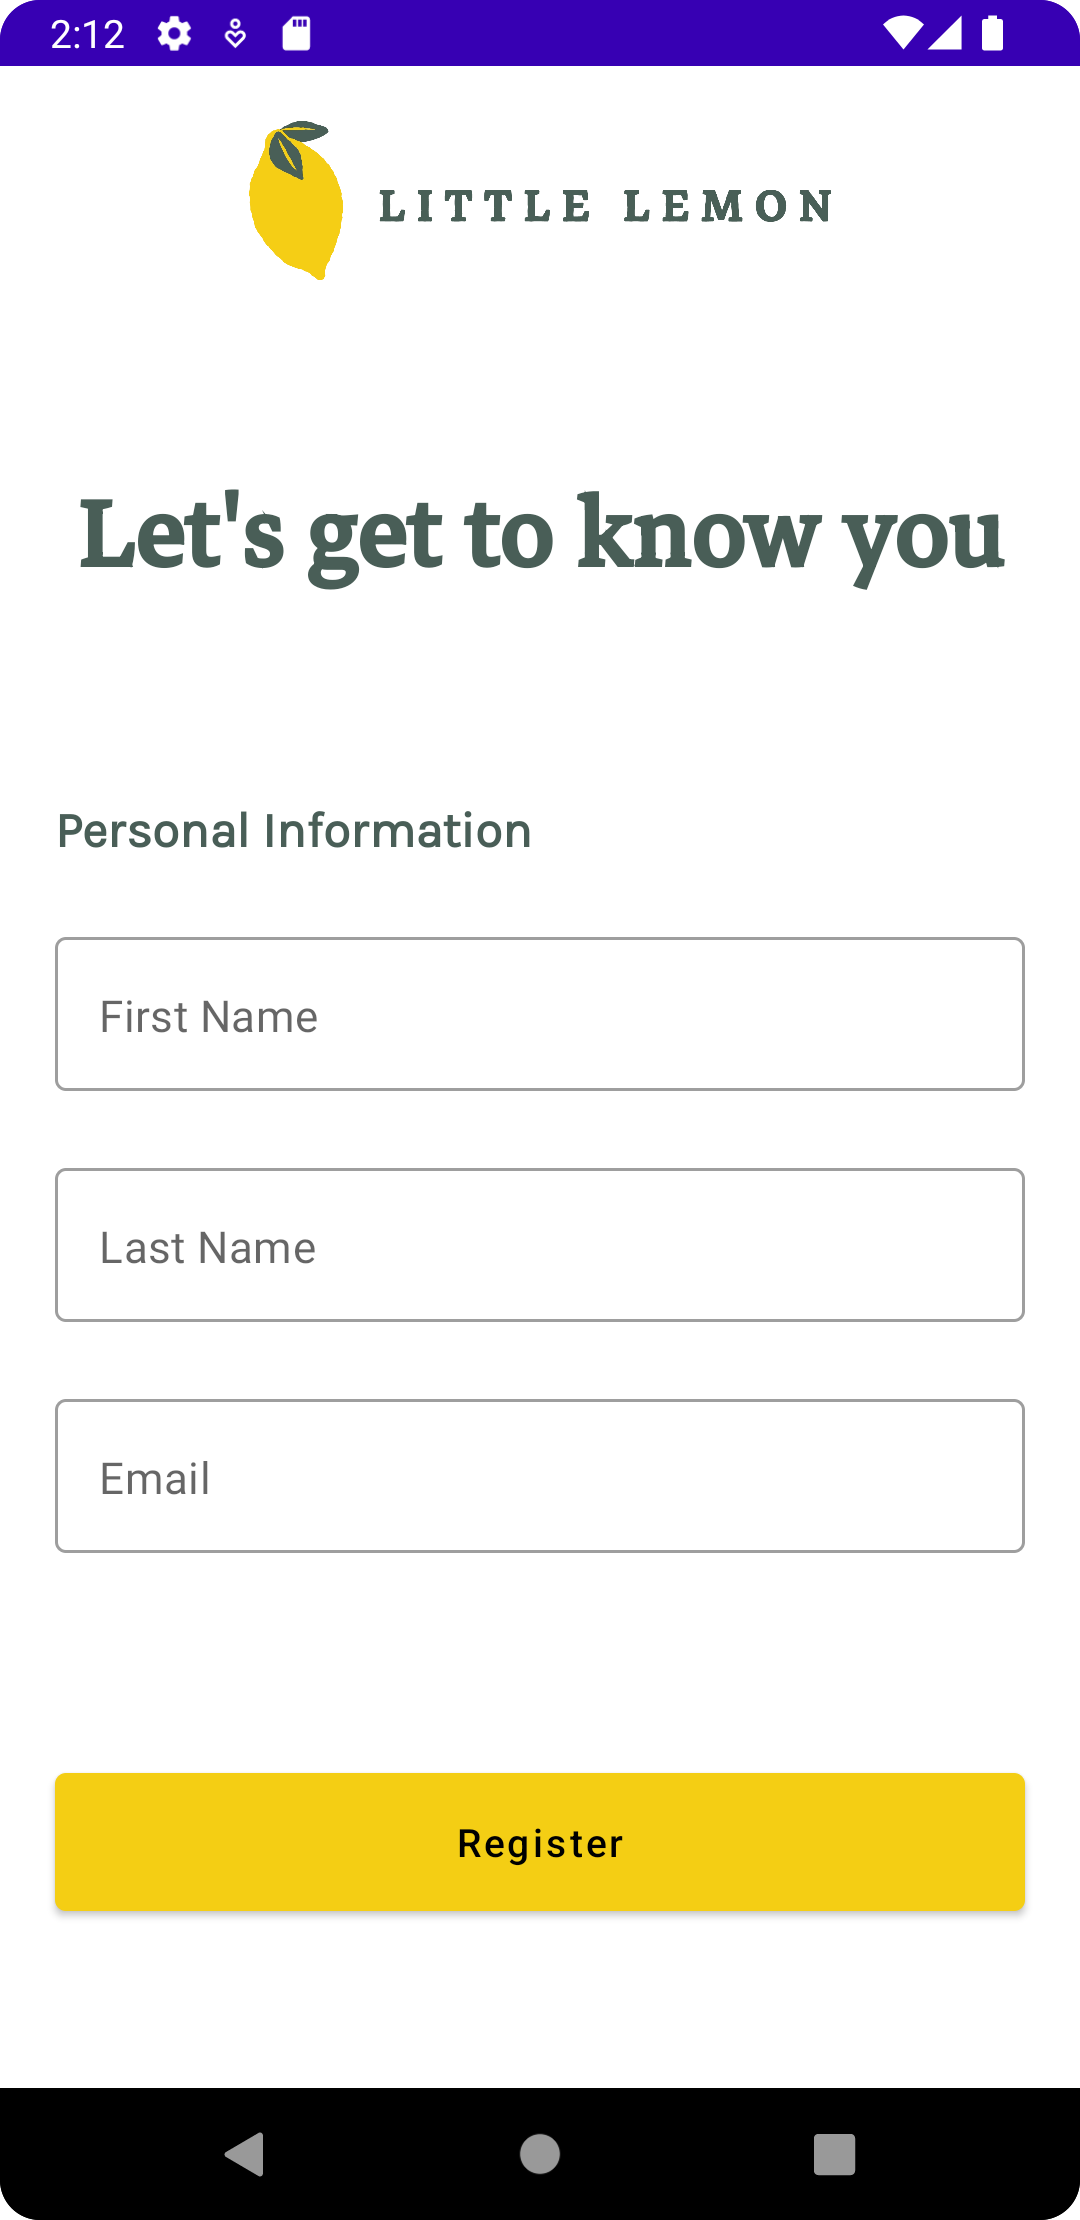 2:12
LITTLE LEMON
Let's get to know you
Personal Information
First Name
Last Name
Email
Register